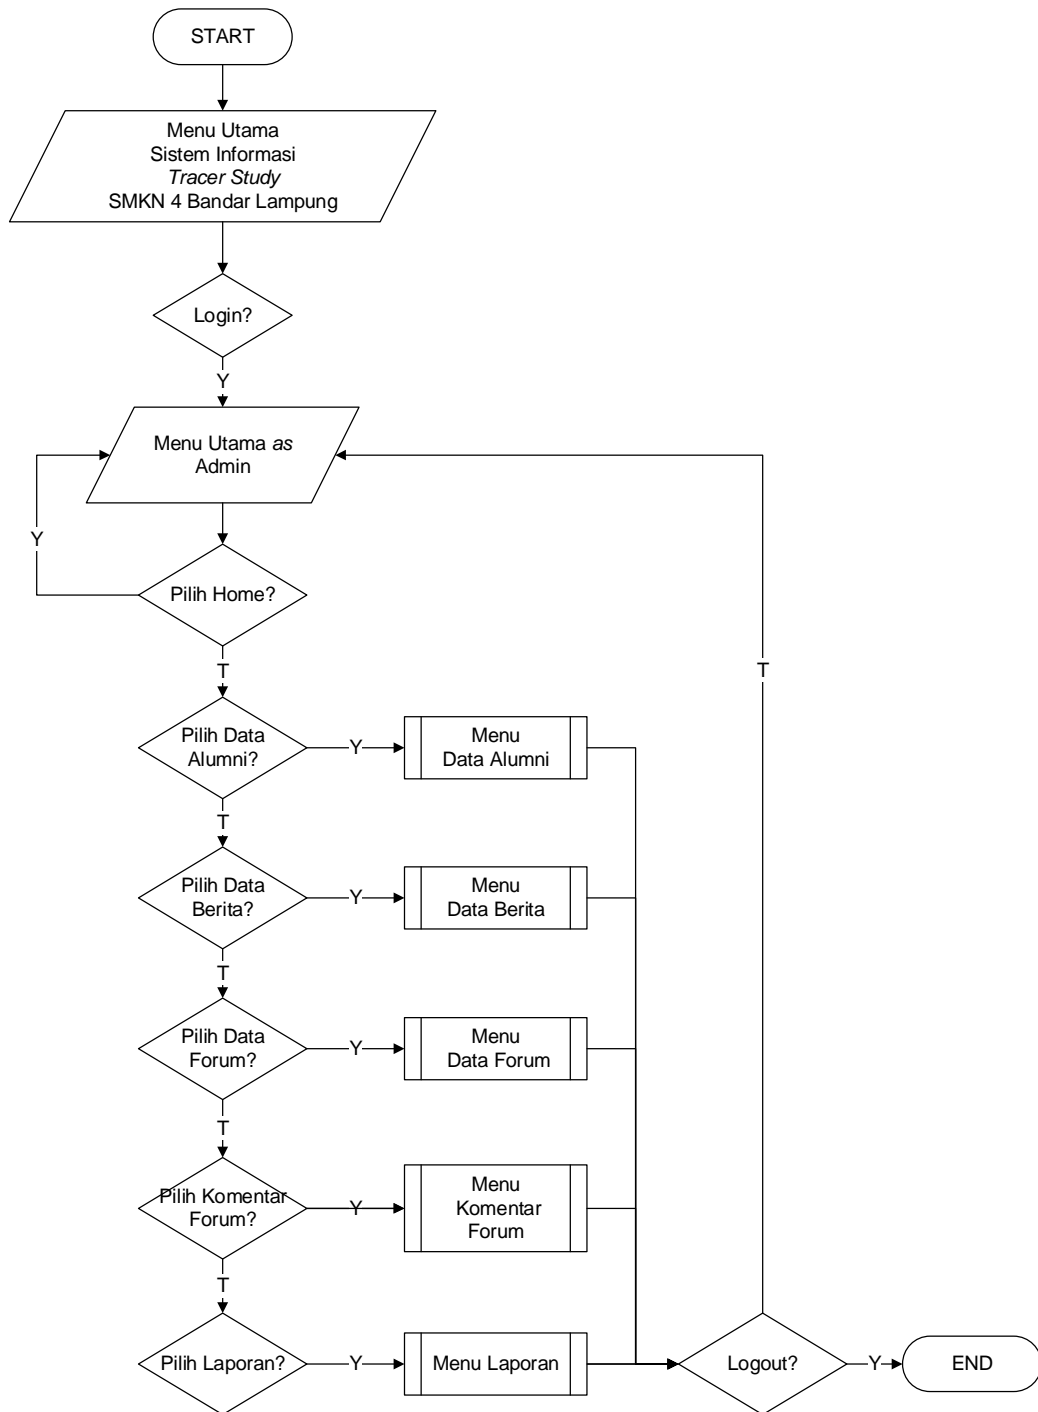 START
Menu Utama
Sistem Informasi
Tracer Study
SMKN 4 Bandar Lampung
Login?
Y
Menu Utama as
Admin
Y
Pilih Home?
T
T
Pilih Data
Alumni?
Y
Menu
Data Alumni
T
Pilih Data
Berita?
Y
Menu
Data Berita
T
Pilih Data
Forum?
Y
Menu
Data Forum
T
Pilih Komentar
Forum?
Y
Menu
Komentar
Forum
T
Pilih Laporan?
Y
Menu Laporan
Logout?
Y
END